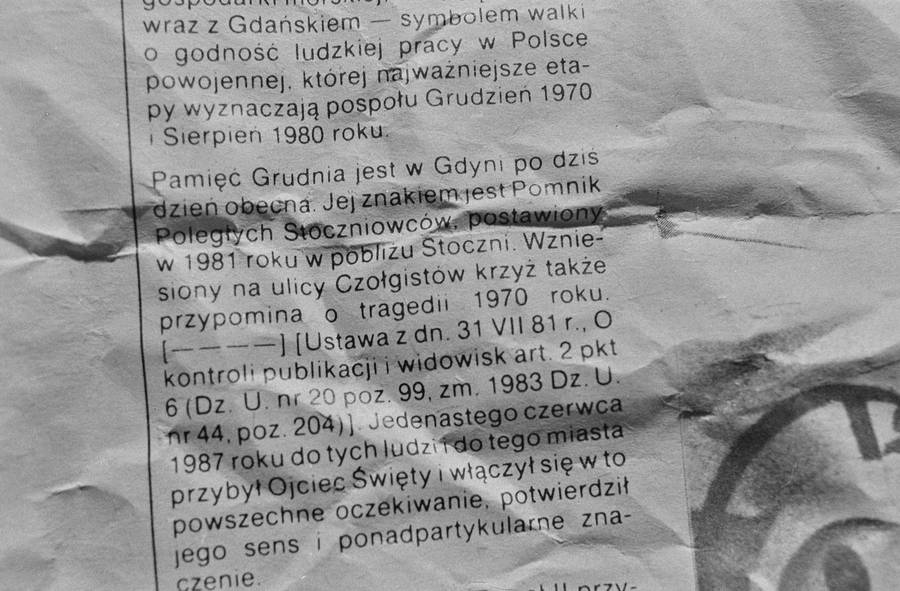 wraz z Gdańskiem — symbolem walki
o godność ludzkiej pracy w Polsce
powojennej, której najważniejsze eta-
py wyznaczają pospołu Grudzień 1970
i Sierpień 1980 roku.
Pamięć Grudnia jest w Gdyni po dziś
dzień obecna. Jej znakiem jest Pomnik
Poległych Stoczniowców, postawiony
w 1981 roku w pobliżu Stoczni. Wznie-
siony na ulicy Czołgistów krzyż także
przypomina o tragedii 1970 roku.
[— — — —] [Ustawa z dn. 31 VII 81 r., O
kontroli publikacji i widowisk art. 2 pkt
6 (Dz. U. nr 20 poz. 99, zm. 1983 Dz. U.
nr 44, poz. 204)]. Jedenastego czerwca
1987 roku do tych ludzi i do tego miasta
przybył Ojciec Święty i włączył się w to
powszechne oczekiwanie, potwierdził
jego sens i ponadpartykularne zna-
czenie.